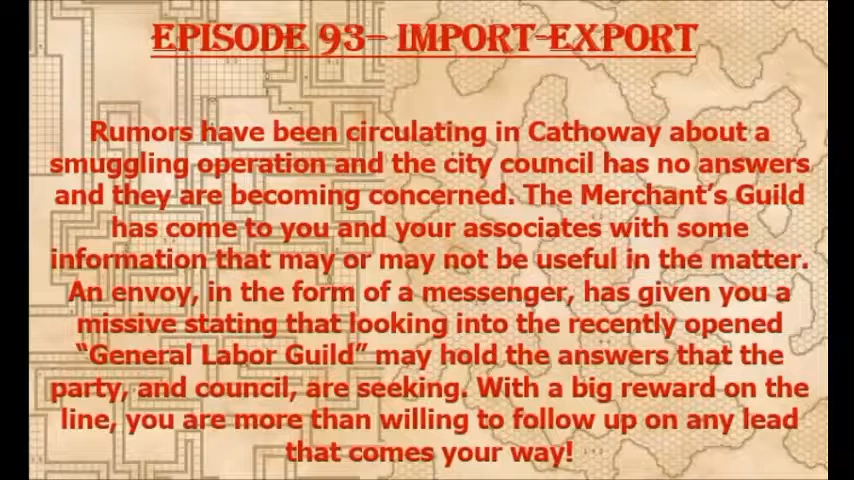 EPISODE 93– IMPORT-EXPORT
Rumors have been circulating in Cathoway about a
smuggling operation and the city council has no answers
and they are becoming concerned. The Merchant’s Guild
has come to you and your associates with some
information that may or may not be useful in the matter.
An envoy, in the form of a messenger, has given you a
missive stating that looking into the recently opened
“General Labor Guild” may hold the answers that the
party, and council, are seeking. With a big reward on the
line, you are more than willing to follow up on any lead
that comes your way!